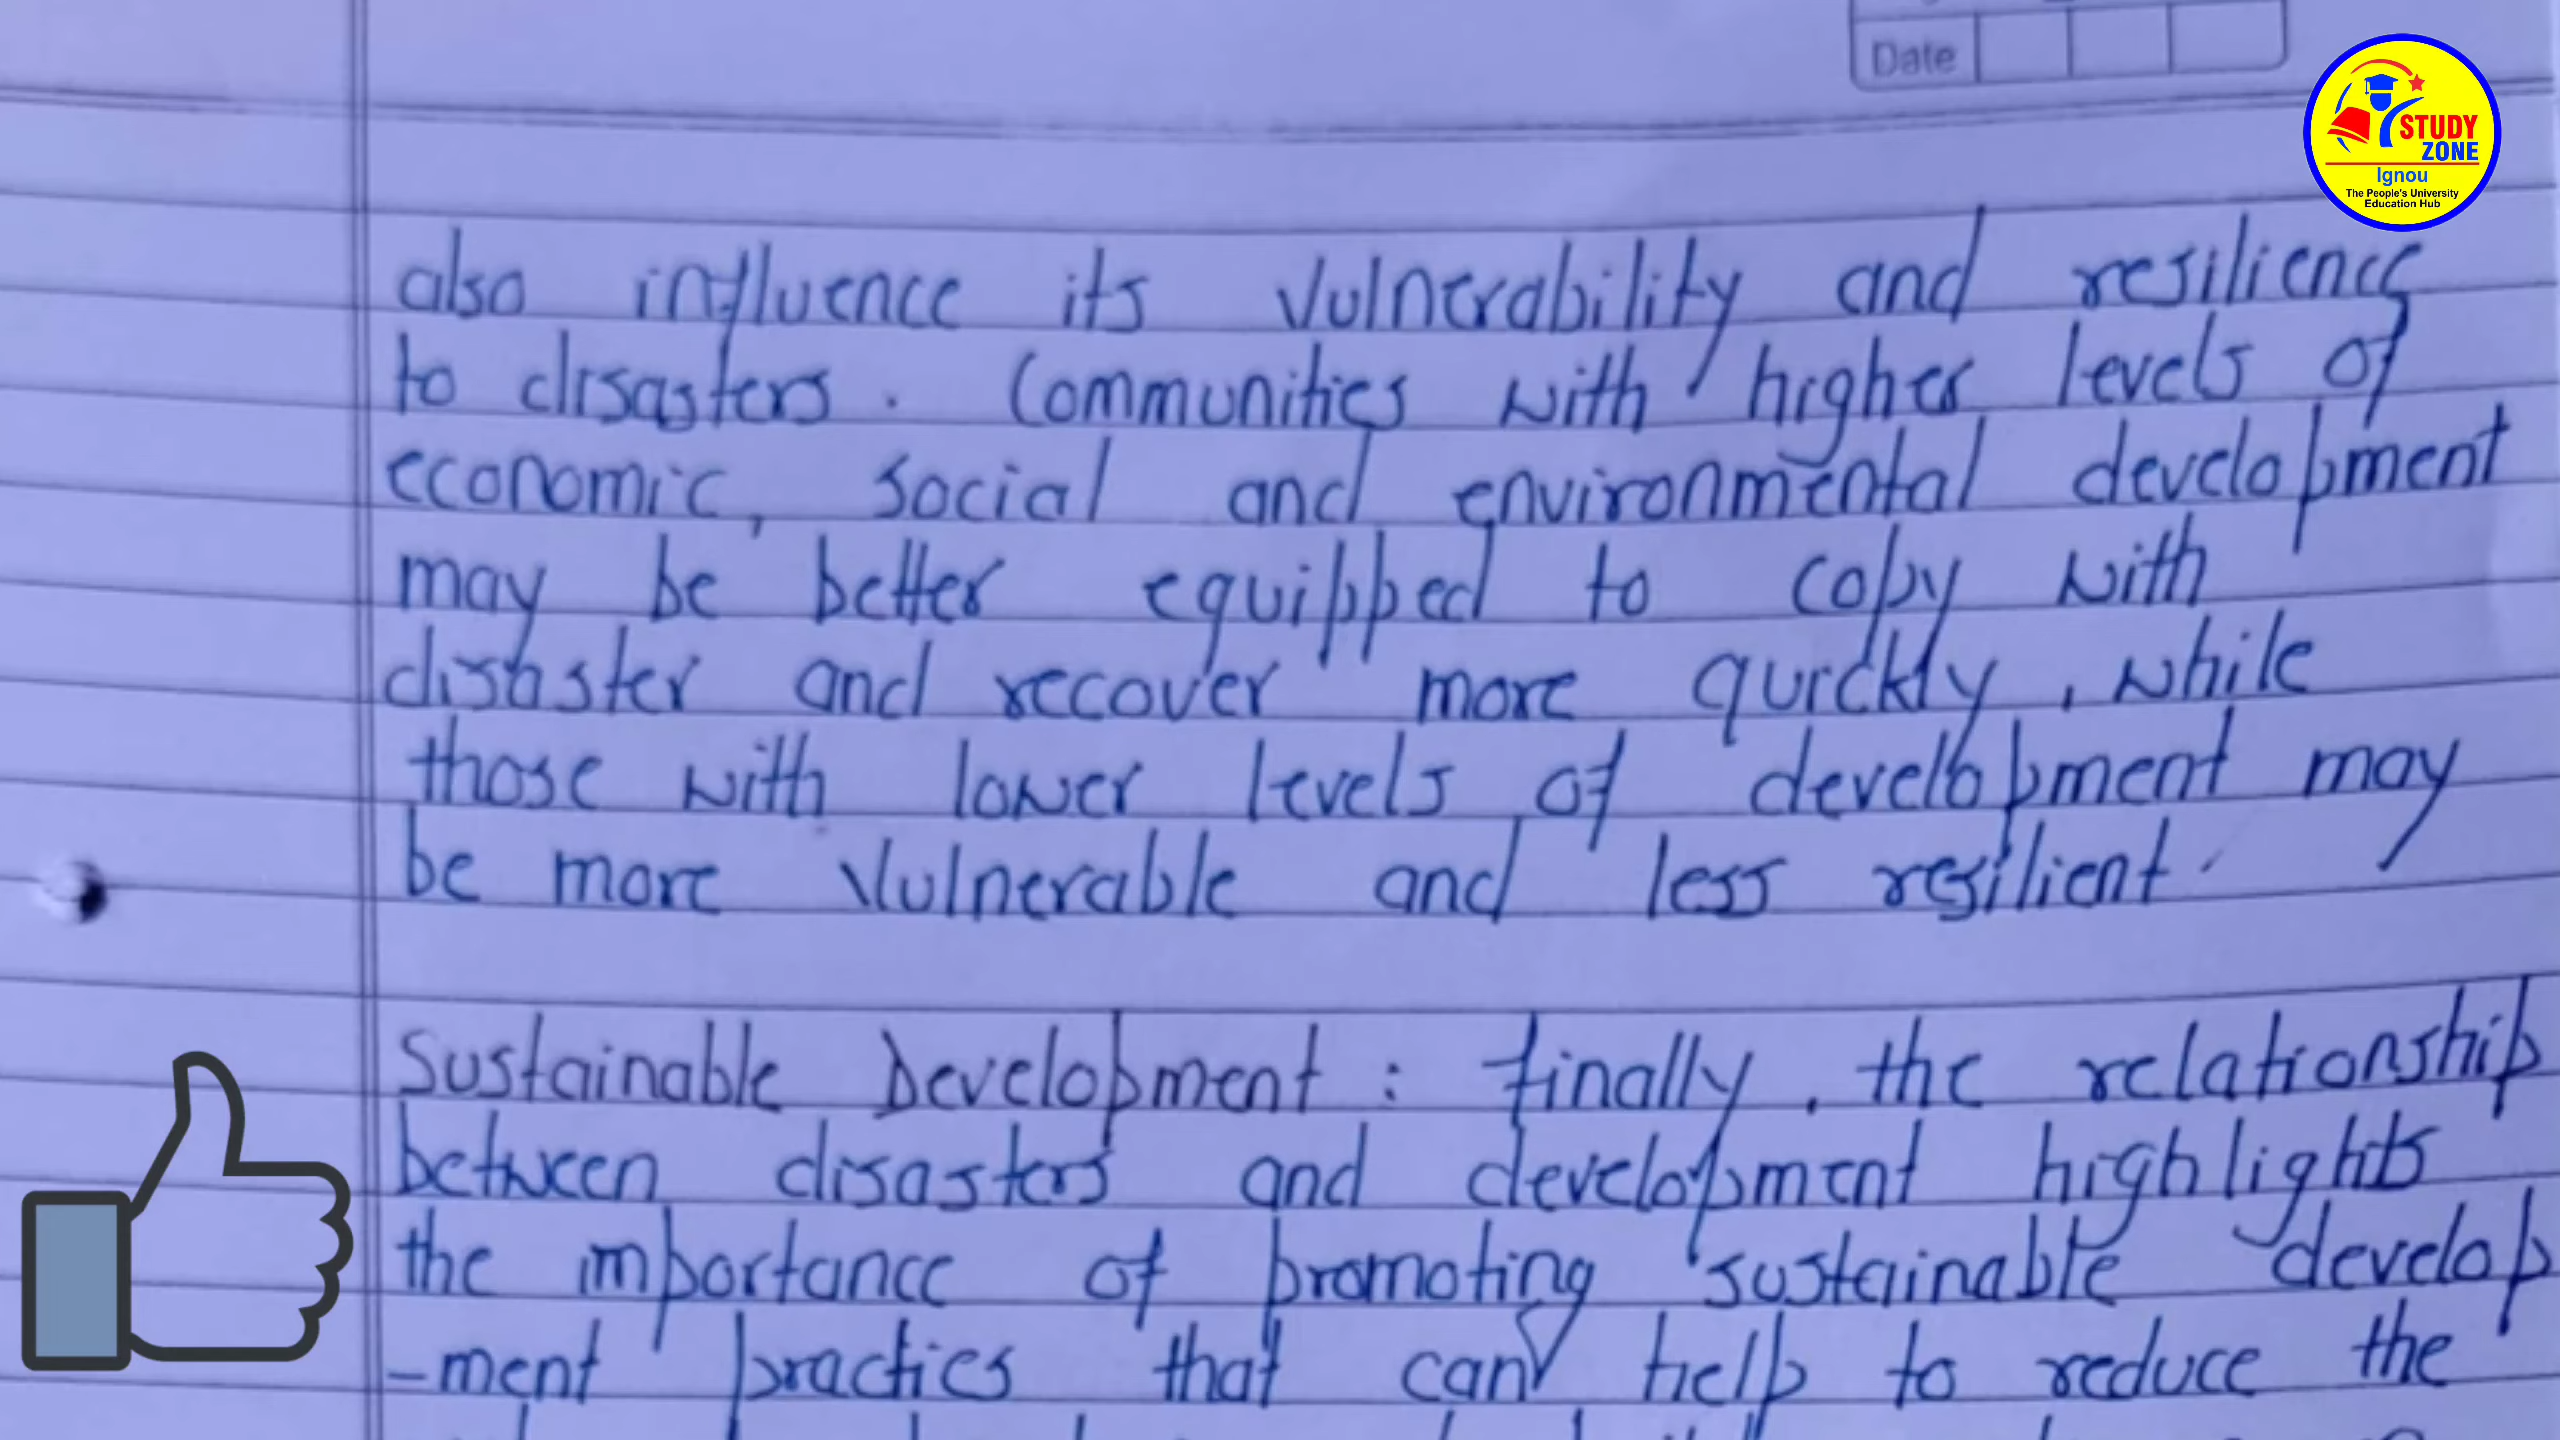 Date
STUDY
ZONE
Ignou
The People's University
Education Hub
also influence its vulnerability and resilience
to disasters. Communities with higher levels of
economic, social and environmental development
may be better equipped to copy with
disaster and recover more quickly, while
those with lower levels of development may
be more vulnerable and less resilient.
Sustainable Development : finally, the relationship
between disasters and development highlights
the importance of promoting sustainable develop
-ment practies that can help to reduce the